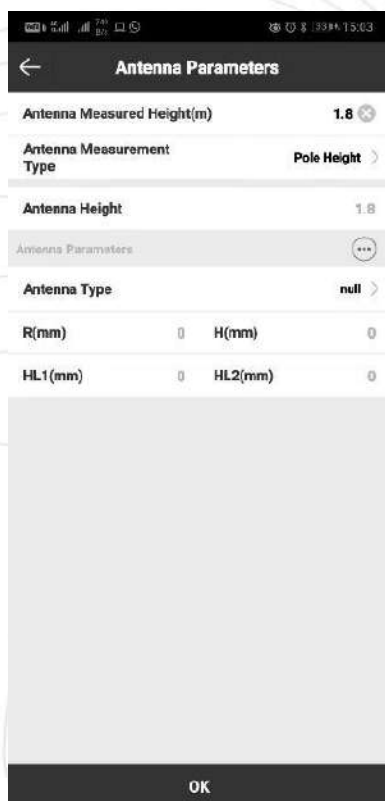 15:03
Antenna Parameters
Antenna Measured Height(m) 1.8
Antenna Measurement
Type
Pole Height
Antenna Height 1.8
Antenna Parameters
Antenna Type null
R(mm) 0 H(mm) 0
HL1(mm) 0 HL2(mm) 0
OK